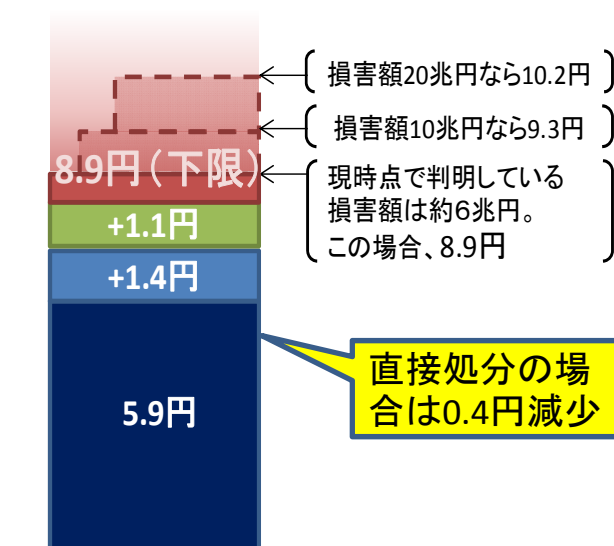 損害額20兆円なら10.2円
損害額10兆円なら9.3円
8.9円（下限）
現時点で判明している
損害額は約６兆円。
この場合、8.9円
+1.1円
+1.4円
直接処分の場
合は0.4円減少
5.9円